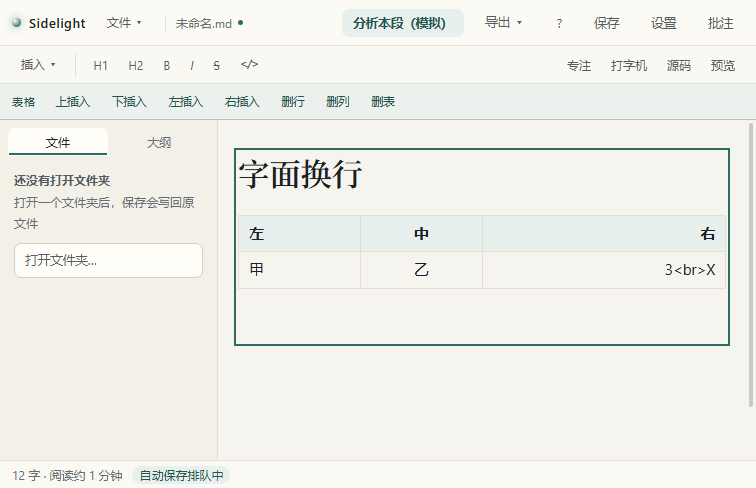 Sidelight 文件 未命名.md 分析本段（模拟） 导出 ? 保存 设置 批注
插入 H1 H2 B I S </> 专注 打字机 源码 预览
表格 上插入 下插入 左插入 右插入 删行 删列 删表
文件 大纲
还没有打开文件夹
打开一个文件夹后，保存会写回原
文件
打开文件夹...
字面换行
左 中 右
甲 乙 3<br>X
12 字 · 阅读约 1 分钟 自动保存排队中